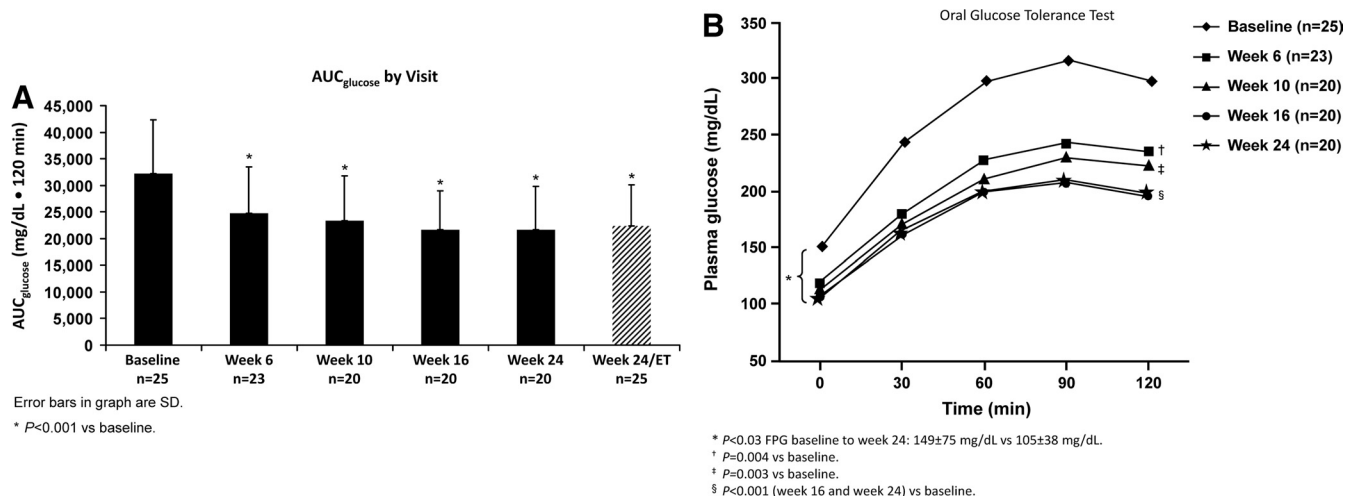 A
AUCglucose by Visit
AUCglucose (mg/dL • 120 min)
45,000
40,000
35,000
30,000
25,000
20,000
15,000
10,000
5,000
0
*
*
*
*
*
Baseline Week 6 Week 10 Week 16 Week 24 Week 24/ET
n=25 n=23 n=20 n=20 n=20 n=25
Error bars in graph are SD.
* P<0.001 vs baseline.
B
Oral Glucose Tolerance Test
Plasma glucose (mg/dL)
350
300
250
200
150
100
50
*
†
‡
§
0 30 60 90 120
Time (min)
Baseline (n=25)
Week 6 (n=23)
Week 10 (n=20)
Week 16 (n=20)
Week 24 (n=20)
* P<0.03 FPG baseline to week 24: 149±75 mg/dL vs 105±38 mg/dL.
† P=0.004 vs baseline.
‡ P=0.003 vs baseline.
§ P<0.001 (week 16 and week 24) vs baseline.